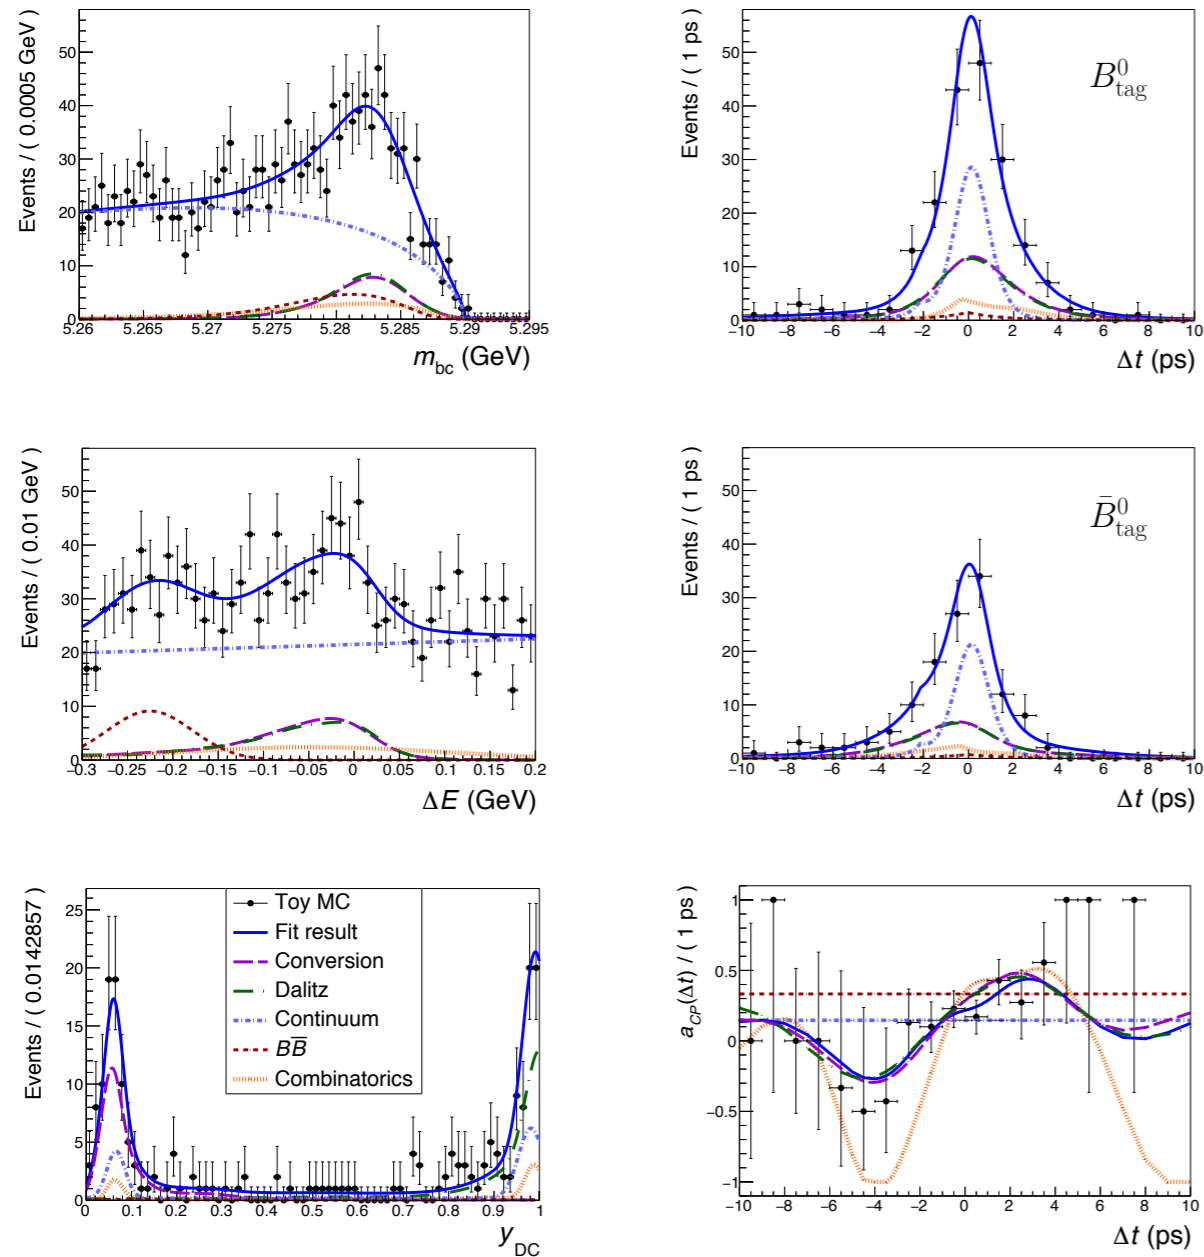 Events / ( 0.0005 GeV )
50
40
30
20
10
0
5.26 5.265 5.27 5.275 5.28 5.285 5.29 5.295
m_bc (GeV)
Events / ( 1 ps )
50
40
30
20
10
0
−10 −8 −6 −4 −2 0 2 4 6 8 10
Δt (ps)
B⁰_tag
Events / ( 0.01 GeV )
50
40
30
20
10
0
−0.3 −0.25 −0.2 −0.15 −0.1 −0.05 0 0.05 0.1 0.15 0.2
ΔE (GeV)
Events / ( 1 ps )
50
40
30
20
10
0
−10 −8 −6 −4 −2 0 2 4 6 8 10
Δt (ps)
B̄⁰_tag
Events / ( 0.0142857 )
25
20
15
10
5
0
0 0.1 0.2 0.3 0.4 0.5 0.6 0.7 0.8 0.9 1
y_DC
Toy MC
Fit result
Conversion
Dalitz
Continuum
BB̅
Combinatorics
a_CP(Δt) / ( 1 ps )
1
0.5
0
−0.5
−1
−10 −8 −6 −4 −2 0 2 4 6 8 10
Δt (ps)